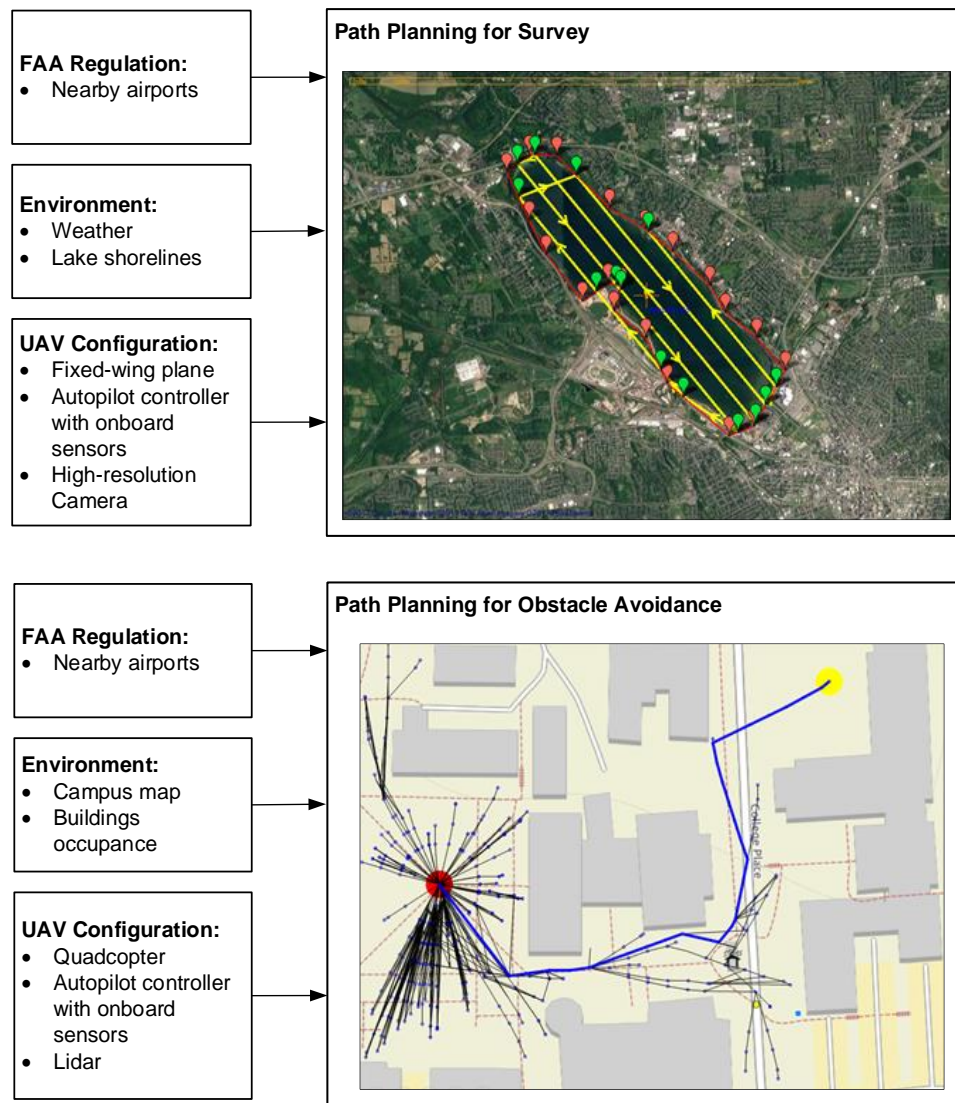 FAA Regulation:
• Nearby airports
Environment:
• Weather
• Lake shorelines
UAV Configuration:
• Fixed-wing plane
• Autopilot controller
with onboard
sensors
• High-resolution
Camera
Path Planning for Survey
FAA Regulation:
• Nearby airports
Environment:
• Campus map
• Buildings
occupance
UAV Configuration:
• Quadcopter
• Autopilot controller
with onboard
sensors
• Lidar
Path Planning for Obstacle Avoidance
College Place